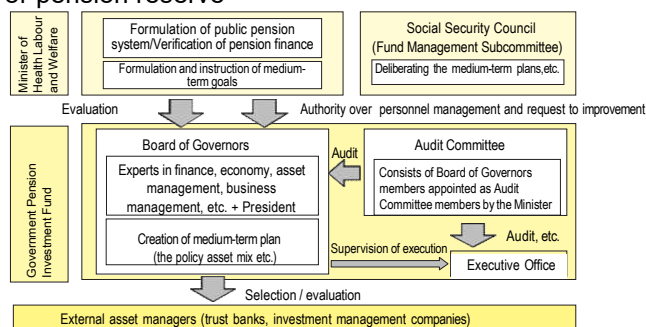 of pension reserve
Minister of
Health Labour
and Welfare
Formulation of public pension
system/Verification of pension finance
Formulation and instruction of medium-
term goals
Social Security Council
(Fund Management Subcommittee)
Deliberating the medium-term plans,etc.
Evaluation
Authority over personnel management and request to improvement
Government Pension
Investment Fund
Board of Governors
Experts in finance, economy, asset
management, business
management, etc. + President
Creation of medium-term plan
(the policy asset mix etc.)
Audit
Audit Committee
Consists of Board of Governors
members appointed as Audit
Committee members by the Minister
Audit, etc.
Supervision of execution
Executive Office
Selection / evaluation
External asset managers (trust banks, investment management companies)